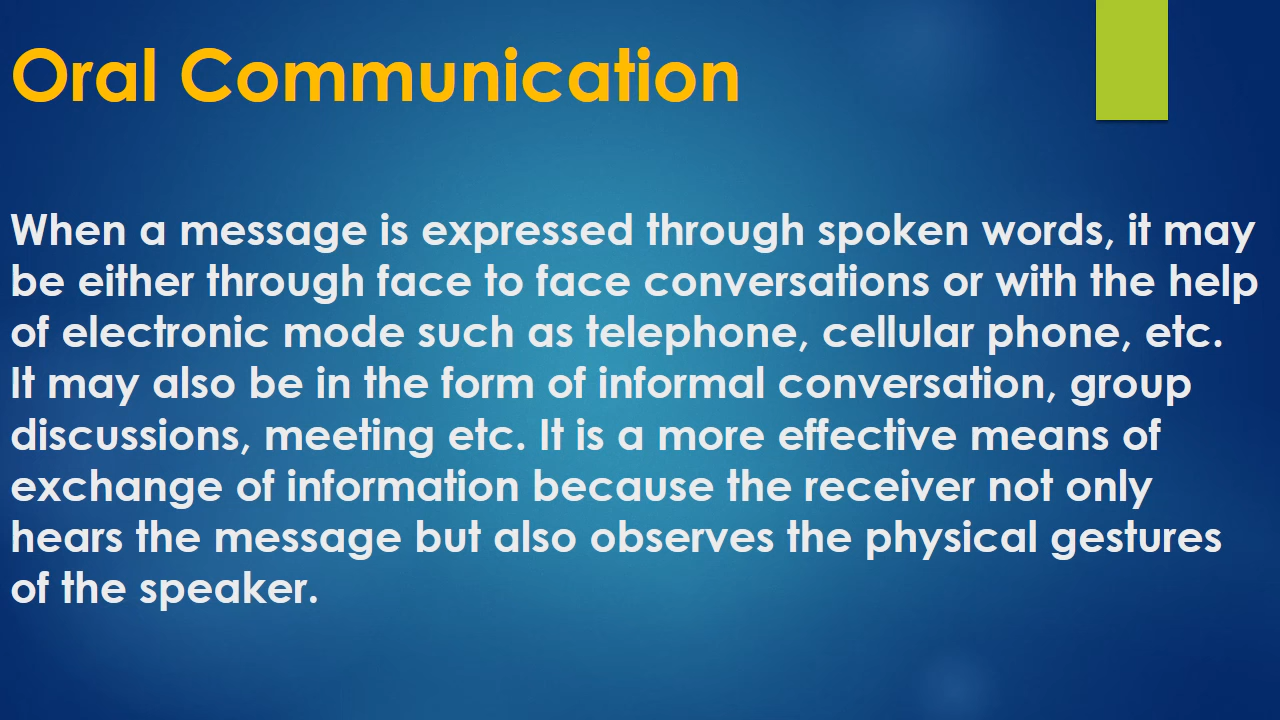 Oral Communication
When a message is expressed through spoken words, it may
be either through face to face conversations or with the help
of electronic mode such as telephone, cellular phone, etc.
It may also be in the form of informal conversation, group
discussions, meeting etc. It is a more effective means of
exchange of information because the receiver not only
hears the message but also observes the physical gestures
of the speaker.